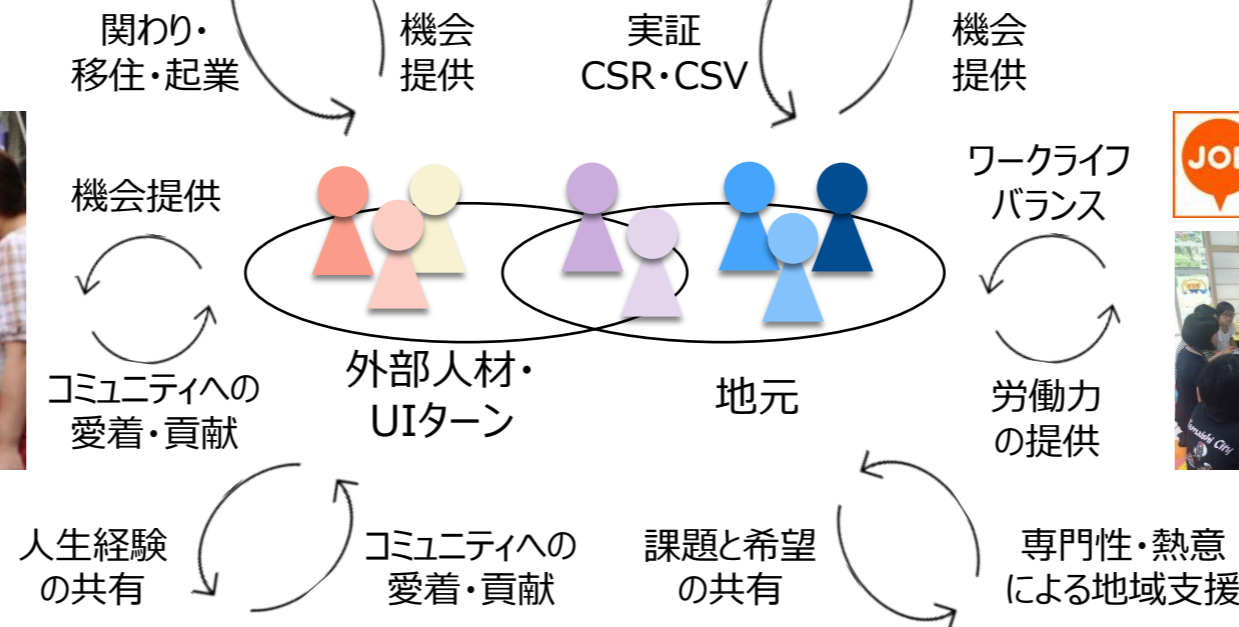 関わり・
移住・起業
機会
提供
実証
CSR・CSV
機会
提供
機会提供
コミュニティへの
愛着・貢献
外部人材・
UIターン
地元
ワークライフ
バランス
労働力
の提供
人生経験
の共有
コミュニティへの
愛着・貢献
課題と希望
の共有
専門性・熱意
による地域支援